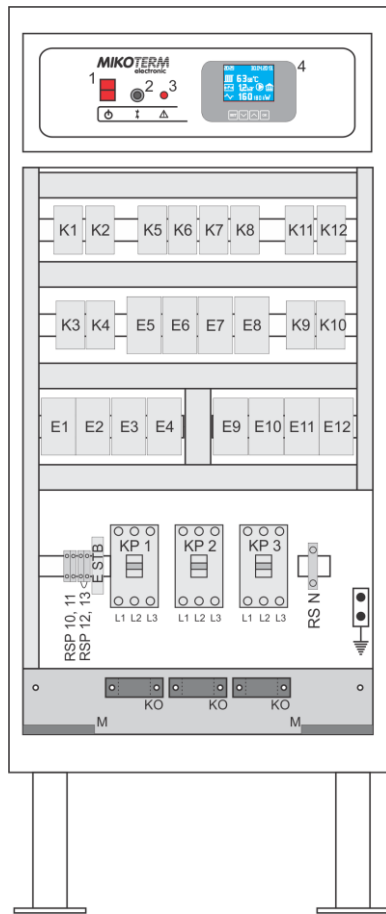 MIKOTERM
electronic
1 2 3 4
63
K1 K2 K5 K6 K7 K8 K11 K12
K3 K4 E5 E6 E7 E8 K9 K10
E1 E2 E3 E4 E9 E10 E11 E12
RSP 10, 11
RSP 12, 13
E STB
KP 1 KP 2 KP 3
L1 L2 L3 L1 L2 L3 L1 L2 L3
RS N
KO KO KO
M M